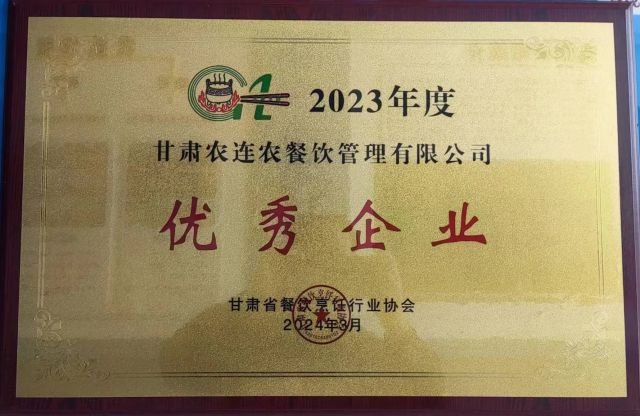 2023年度
甘肃农连农餐饮管理有限公司
优秀企业
甘肃省餐饮烹饪行业协会
2024年3月